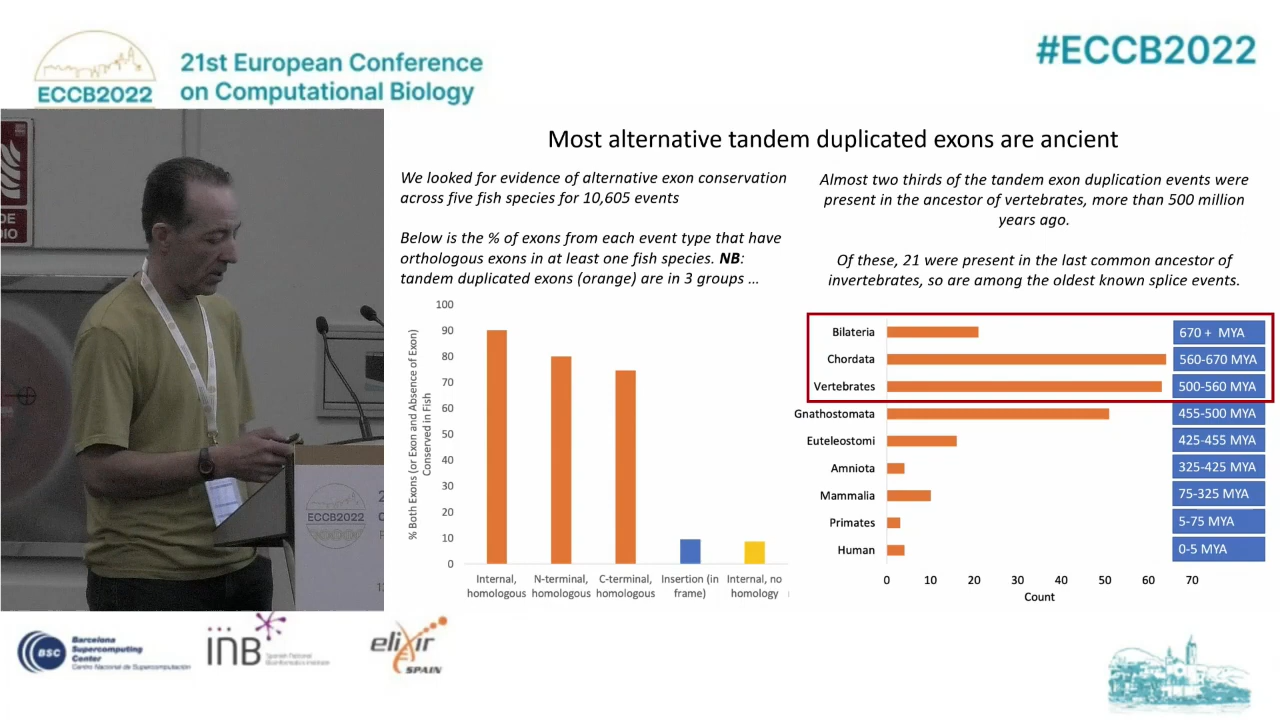 ECCB2022
21st European Conference
on Computational Biology
#ECCB2022
DE
DIO
ECCB2022
Most alternative tandem duplicated exons are ancient
We looked for evidence of alternative exon conservation
across five fish species for 10,605 events
Below is the % of exons from each event type that have
orthologous exons in at least one fish species. NB:
tandem duplicated exons (orange) are in 3 groups …
% Both Exons (or Exon and Absence of Exon)
Conserved in Fish
100
90
80
70
60
50
40
30
20
10
0
Internal,
homologous
N-terminal,
homologous
C-terminal,
homologous
Insertion (in
frame)
Internal, no
homology
Almost two thirds of the tandem exon duplication events were
present in the ancestor of vertebrates, more than 500 million
years ago.
Of these, 21 were present in the last common ancestor of
invertebrates, so are among the oldest known splice events.
Bilateria 670 + MYA
Chordata 560-670 MYA
Vertebrates 500-560 MYA
Gnathostomata 455-500 MYA
Euteleostomi 425-455 MYA
Amniota 325-425 MYA
Mammalia 75-325 MYA
Primates 5-75 MYA
Human 0-5 MYA
0 10 20 30 40 50 60 70
Count
BSC
Barcelona
Supercomputing
Center
Centro Nacional de Supercomputación
INB
Spanish National
Bioinformatics Institute
elixir
SPAIN